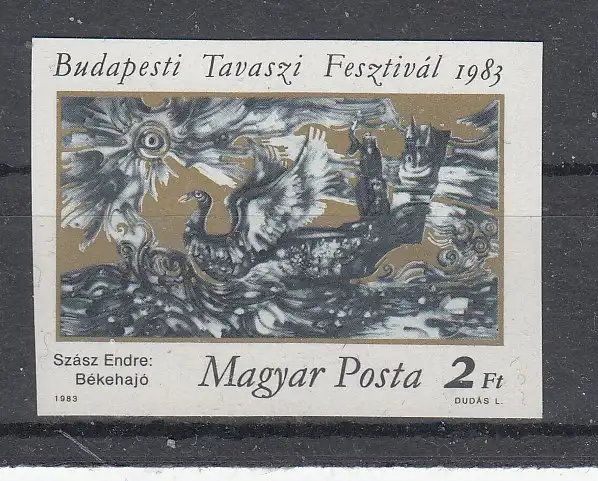 Budapesti Tavaszi Fesztivál 1983
Szász Endre:
Békehajó
1983
Magyar Posta 2 Ft
DUDÁS L.